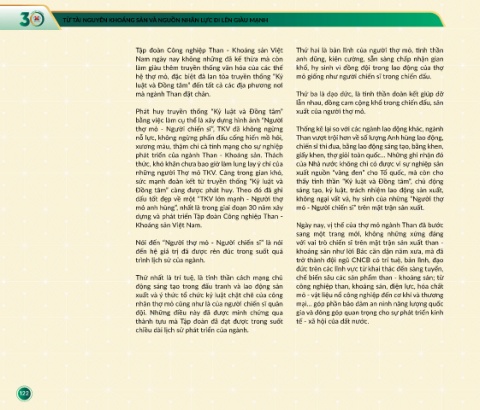 30 TỪ TÀI NGUYÊN KHOÁNG SẢN VÀ NGUỒN NHÂN LỰC ĐI LÊN GIÀU MẠNH
Tập đoàn Công nghiệp Than - Khoáng sản Việt
Nam ngày nay không những đã kế thừa mà còn
làm giàu thêm truyền thống văn hóa của các thế
hệ thợ mỏ, đặc biệt đã lan tỏa truyền thống "Kỷ
luật và Đồng tâm" đến tất cả các địa phương nơi
mà ngành Than đặt chân.
Phát huy truyền thống "Kỷ luật và Đồng tâm"
bằng việc làm cụ thể là xây dựng hình ảnh "Người
thợ mỏ - Người chiến sĩ", TKV đã không ngừng
nỗ lực, không ngừng phấn đấu cống hiến mồ hôi,
xương máu, thậm chí cả tính mạng cho sự nghiệp
phát triển của ngành Than - Khoáng sản. Thách
thức, khó khăn chưa bao giờ làm lung lay ý chí của
những người Thợ mỏ TKV. Càng trong gian khó,
sức mạnh đoàn kết từ truyền thống "Kỷ luật và
Đồng tâm" càng được phát huy. Theo đó đã ghi
dấu tốt đẹp về một "TKV lớn mạnh - Người thợ
mỏ anh hùng", nhất là trong giai đoạn 30 năm xây
dựng và phát triển Tập đoàn Công nghiệp Than -
Khoáng sản Việt Nam.
Nói đến "Người thợ mỏ - Người chiến sĩ" là nói
đến hệ giá trị đã được rèn đúc trong suốt quá
trình lịch sử của ngành.
Thứ nhất là trí tuệ, là tinh thần cách mạng chủ
động sáng tạo trong đấu tranh và lao động sản
xuất và ý thức tổ chức kỷ luật chặt chẽ của công
nhân thợ mỏ cũng như là của người chiến sĩ quân
đội. Những điều này đã được minh chứng qua
thành tựu mà Tập đoàn đã đạt được trong suốt
chiều dài lịch sử phát triển của ngành.
Thứ hai là bản lĩnh của người thợ mỏ, tinh thần
anh dũng, kiên cường, sẵn sàng chấp nhận gian
khổ, hy sinh vì đồng đội trong lao động của thợ
mỏ giống như người chiến sĩ trong chiến đấu.
Thứ ba là đạo đức, là tinh thần đoàn kết giúp đỡ
lẫn nhau, đồng cam cộng khổ trong chiến đấu, sản
xuất của người thợ mỏ.
Thống kê lại so với các ngành lao động khác, ngành
Than vượt trội hơn về số lượng Anh hùng lao động,
chiến sĩ thi đua, bằng lao động sáng tạo, bằng khen,
giấy khen, thợ giỏi toàn quốc... Những ghi nhận đó
của Nhà nước không chỉ có được vì sự nghiệp sản
xuất nguồn "vàng đen" cho Tổ quốc, mà còn cho
thấy tinh thần "Kỷ luật và Đồng tâm", chủ động
sáng tạo, kỷ luật, trách nhiệm lao động sản xuất,
không ngại vất vả, hy sinh của những "Người thợ
mỏ - Người chiến sĩ" trên mặt trận sản xuất.
Ngày nay, vị thế của thợ mỏ ngành Than đã bước
sang một trang mới, không những xứng đáng
với vai trò chiến sĩ trên mặt trận sản xuất than -
khoáng sản như lời Bác căn dặn năm xưa, mà đã
trở thành đội ngũ CNCB có trí tuệ, bản lĩnh, đạo
đức trên các lĩnh vực từ khai thác đến sàng tuyển,
chế biến sâu các sản phẩm than - khoáng sản; từ
công nghiệp than, khoáng sản, điện lực, hóa chất
mỏ - vật liệu nổ công nghiệp đến cơ khí và thương
mại... góp phần bảo đảm an ninh năng lượng quốc
gia và đóng góp quan trọng cho sự phát triển kinh
tế - xã hội của đất nước.
122